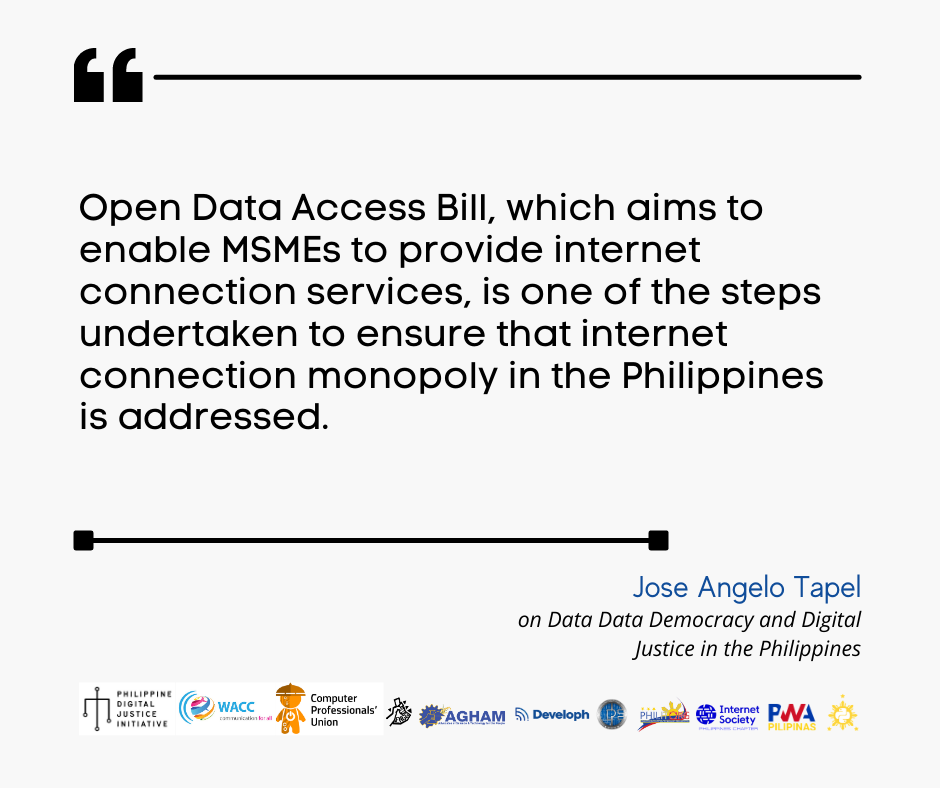 Open Data Access Bill, which aims to
enable MSMEs to provide internet
connection services, is one of the steps
undertaken to ensure that internet
connection monopoly in the Philippines
is addressed.
Jose Angelo Tapel
on Data Data Democracy and Digital
Justice in the Philippines
PHILIPPINE
DIGITAL
JUSTICE
INITIATIVE
WACC
communication for all
Computer
Professionals'
Union
AGHAM
Developh
Internet
Society
PHILIPPINES CHAPTER
PWA
PILIPINAS